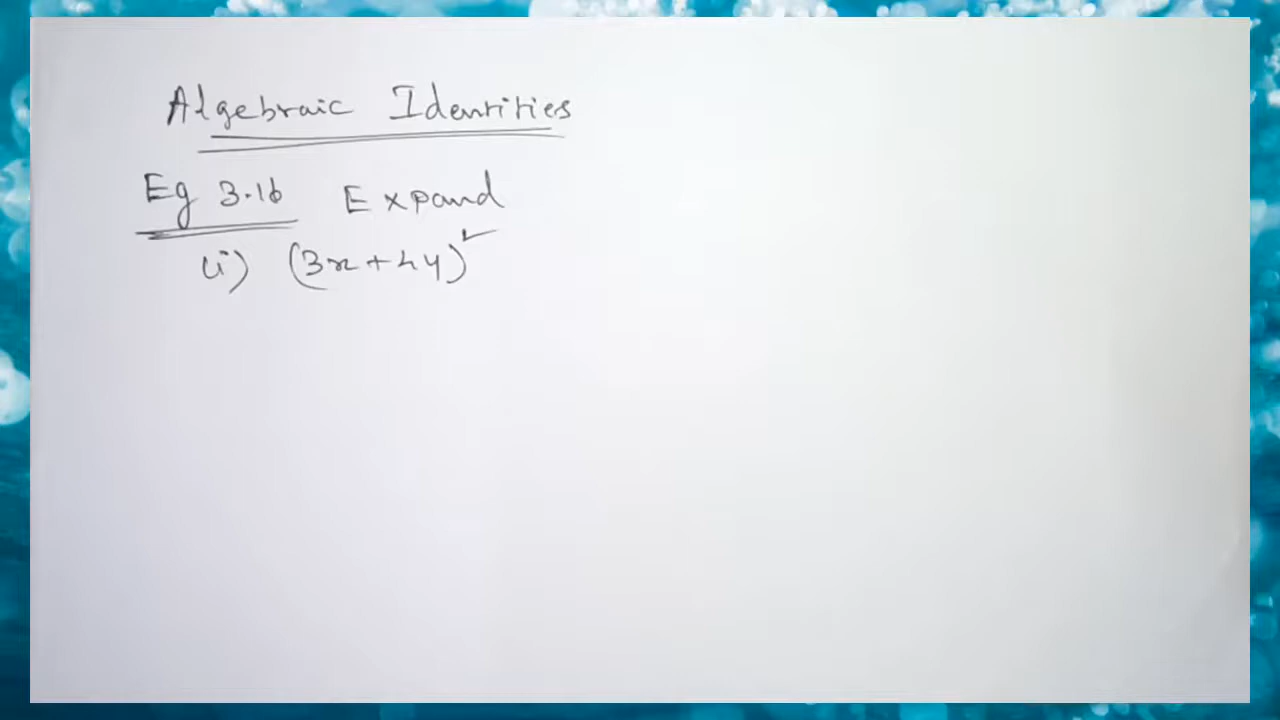 Algebraic Identities
Eg 3.16 Expand
(i) (3x+4y)²